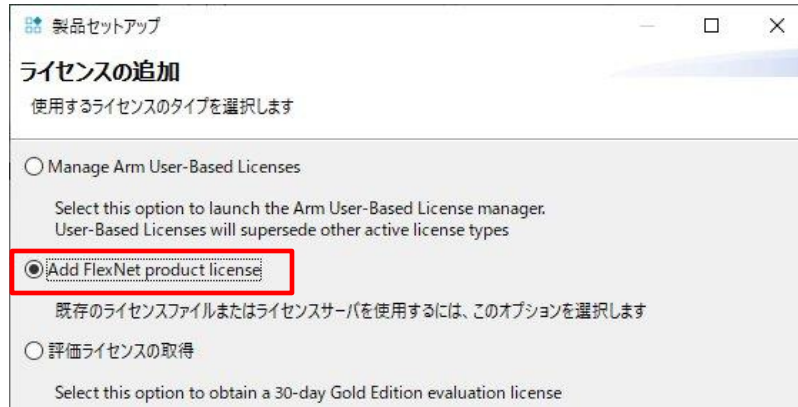 製品セットアップ
ライセンスの追加
使用するライセンスのタイプを選択します
Manage Arm User-Based Licenses
Select this option to launch the Arm User-Based License manager.
User-Based Licenses will supersede other active license types
Add FlexNet product license
既存のライセンスファイルまたはライセンスサーバを使用するには、このオプションを選択します
評価ライセンスの取得
Select this option to obtain a 30-day Gold Edition evaluation license